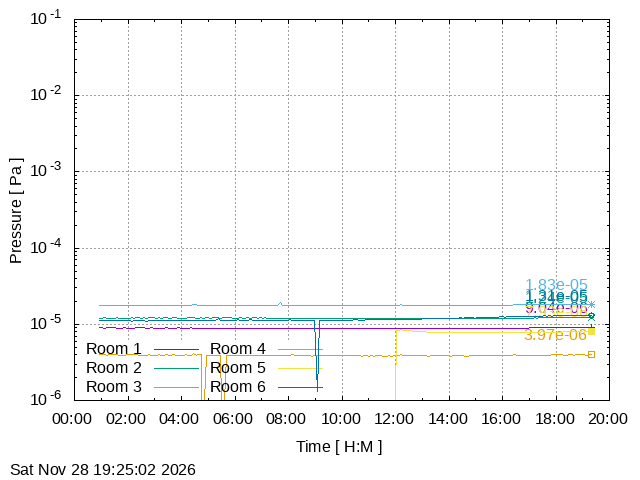 10^-1
10^-2
10^-3
10^-4
10^-5
10^-6
Pressure [ Pa ]
1.83e-05
3.97e-06
Room 1
Room 2
Room 3
Room 4
Room 5
Room 6
00:00 02:00 04:00 06:00 08:00 10:00 12:00 14:00 16:00 18:00 20:00
Time [ H:M ]
Sat Nov 28 19:25:02 2026